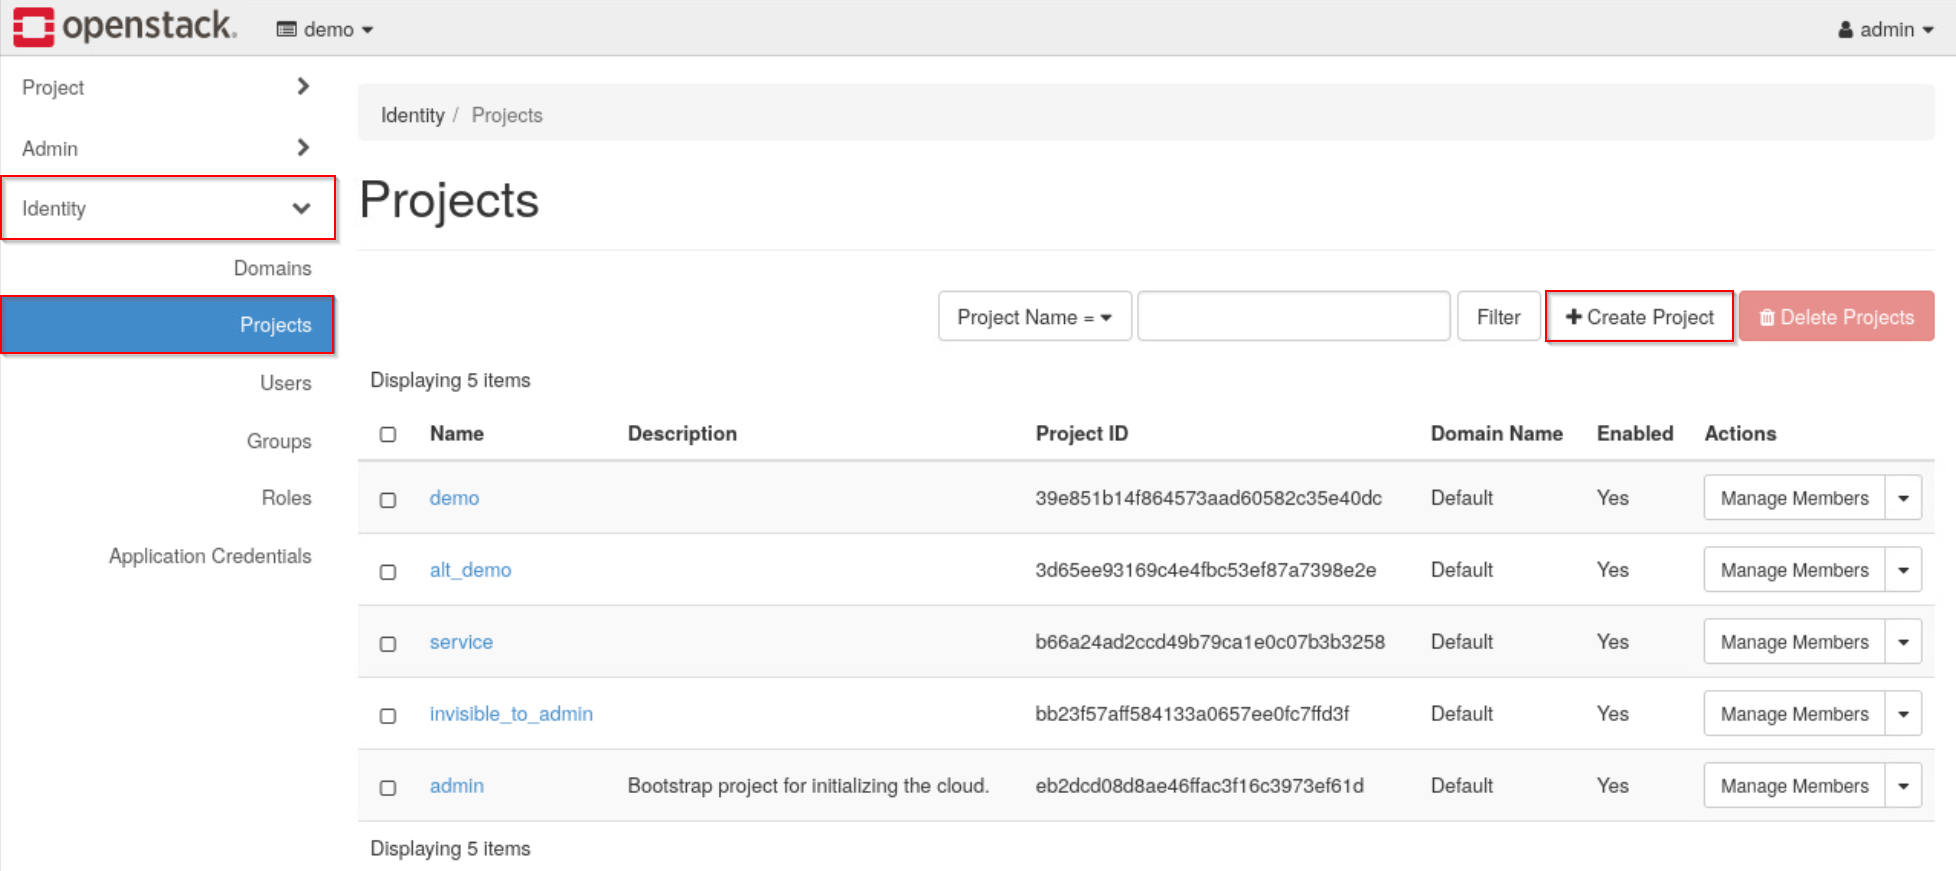 openstack. demo admin
Project
Admin
Identity
Domains
Projects
Users
Groups
Roles
Application Credentials
Identity / Projects
Projects
Project Name = Filter + Create Project Delete Projects
Displaying 5 items
Name Description Project ID Domain Name Enabled Actions
demo 39e851b14f864573aad60582c35e40dc Default Yes Manage Members
alt_demo 3d65ee93169c4e4fbc53ef87a7398e2e Default Yes Manage Members
service b66a24ad2ccd49b79ca1e0c07b3b3258 Default Yes Manage Members
invisible_to_admin bb23f57aff584133a0657ee0fc7ffd3f Default Yes Manage Members
admin Bootstrap project for initializing the cloud. eb2dcd08d8ae46ffac3f16c3973ef61d Default Yes Manage Members
Displaying 5 items